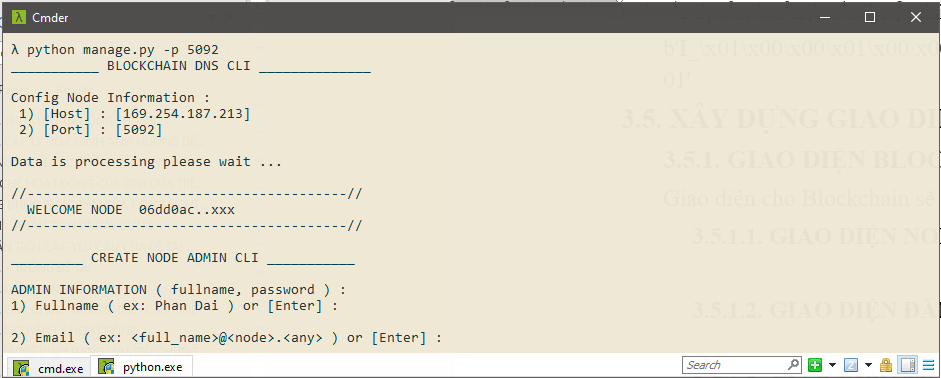 Cmder
λ python manage.py -p 5092
___________ BLOCKCHAIN DNS CLI ______________
Config Node Information :
1) [Host] : [169.254.187.213]
2) [Port] : [5092]
Data is processing please wait ...
//----------------------------------------//
WELCOME NODE  06dd0ac..xxx
//----------------------------------------//
_________ CREATE NODE ADMIN CLI ___________
ADMIN INFORMATION ( fullname, password ) :
1) Fullname ( ex: Phan Dai ) or [Enter] :
2) Email ( ex: <full_name>@<node>.<any> ) or [Enter] :
b'I_\x01\x00\x00\x01\x00\x00
01'
3.5. XÂY DỰNG GIAO DI
3.5.1. GIAO DIỆN BLOC
Giao diện cho Blockchain sẽ
3.5.1.1. GIAO DIỆN NO
3.5.1.2. GIAO DIỆN ĐĂ
cmd.exe
python.exe
Search